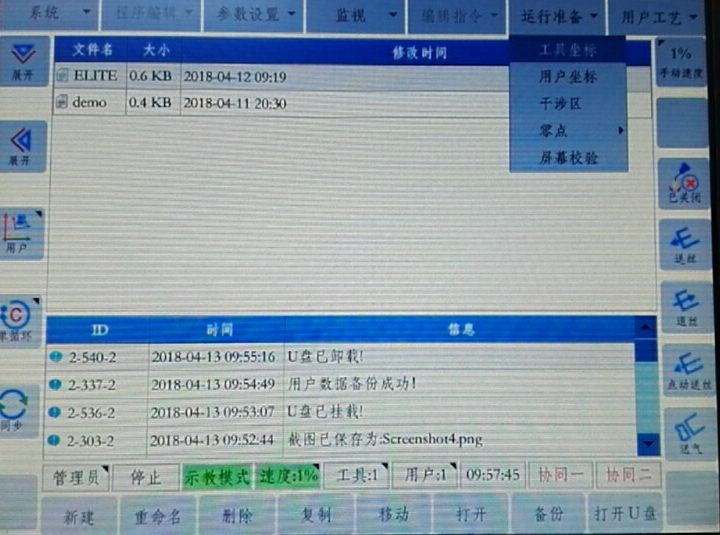 系统 程序编辑 参数设置 监视 编辑指令 运行准备 用户工艺
文件名 大小 修改时间
ELITE 0.6 KB 2018-04-12 09:19
demo 0.4 KB 2018-04-11 20:30
工具坐标
用户坐标
干涉区
零点
屏幕校验
展开
展开
用户
单循环
同步
1%
手动速度
已关闭
送丝
退丝
点动送丝
送气
ID 时间 信息
2-540-2 2018-04-13 09:55:16 U盘已卸载!
2-337-2 2018-04-13 09:54:49 用户数据备份成功!
2-536-2 2018-04-13 09:53:07 U盘已挂载!
2-303-2 2018-04-13 09:52:44 截图已保存为:Screenshot4.png
管理员 停止 示教模式 速度:1% 工具:1 用户:1 09:57:45 协同一 协同二
新建 重命名 删除 复制 移动 打开 备份 打开U盘